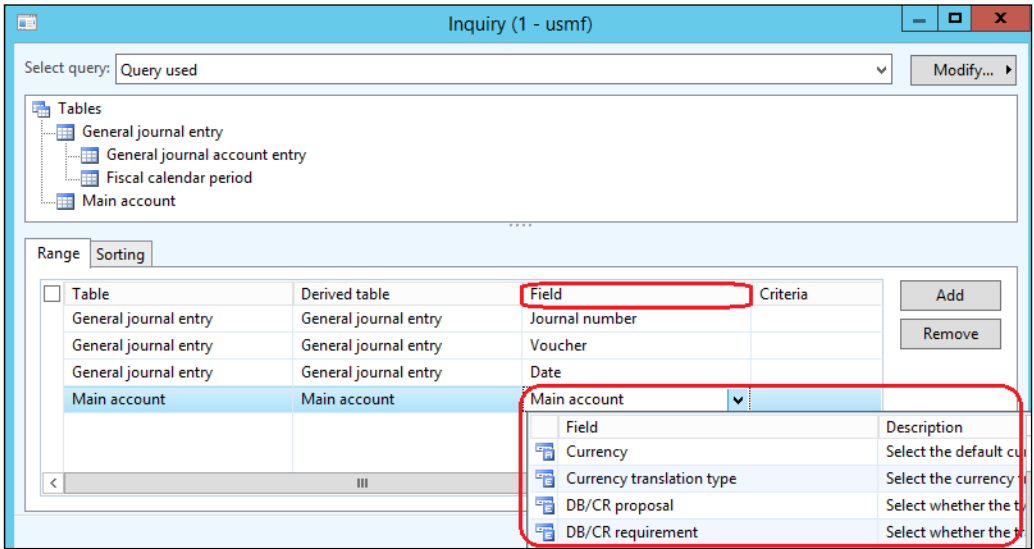 Inquiry (1 - usmf)
Select query: Query used Modify...
Tables
General journal entry
General journal account entry
Fiscal calendar period
Main account
Range Sorting
Table Derived table Field Criteria Add
General journal entry General journal entry Journal number
General journal entry General journal entry Voucher Remove
General journal entry General journal entry Date
Main account Main account Main account
Field Description
Currency Select the default
Currency translation type Select the currency
DB/CR proposal Select whether the
DB/CR requirement Select whether the